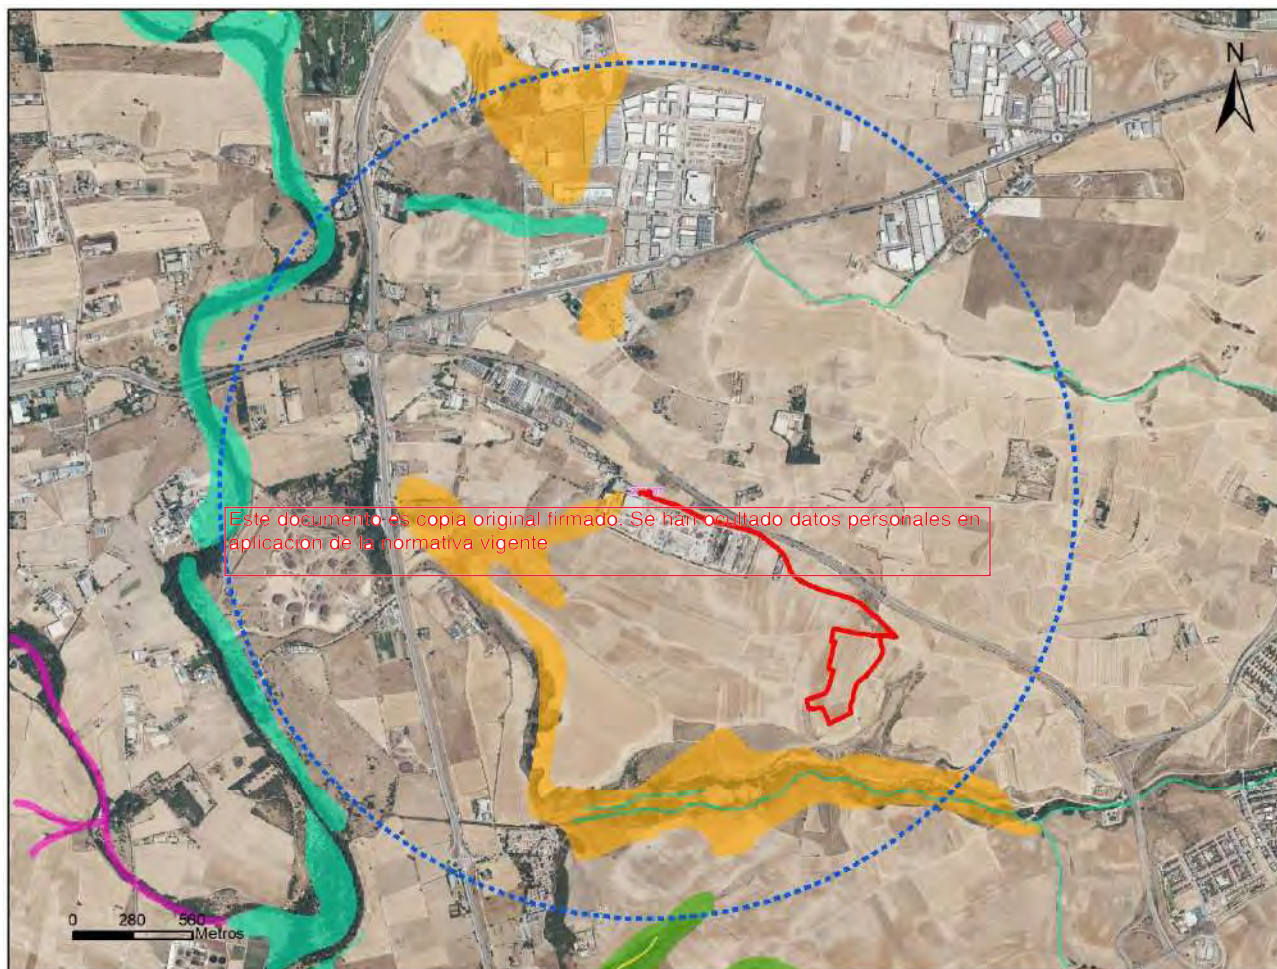 N
Este documento es copia original firmado. Se han ocultado datos personales en
aplicacion de la normativa vigente
0 280 560
Metros